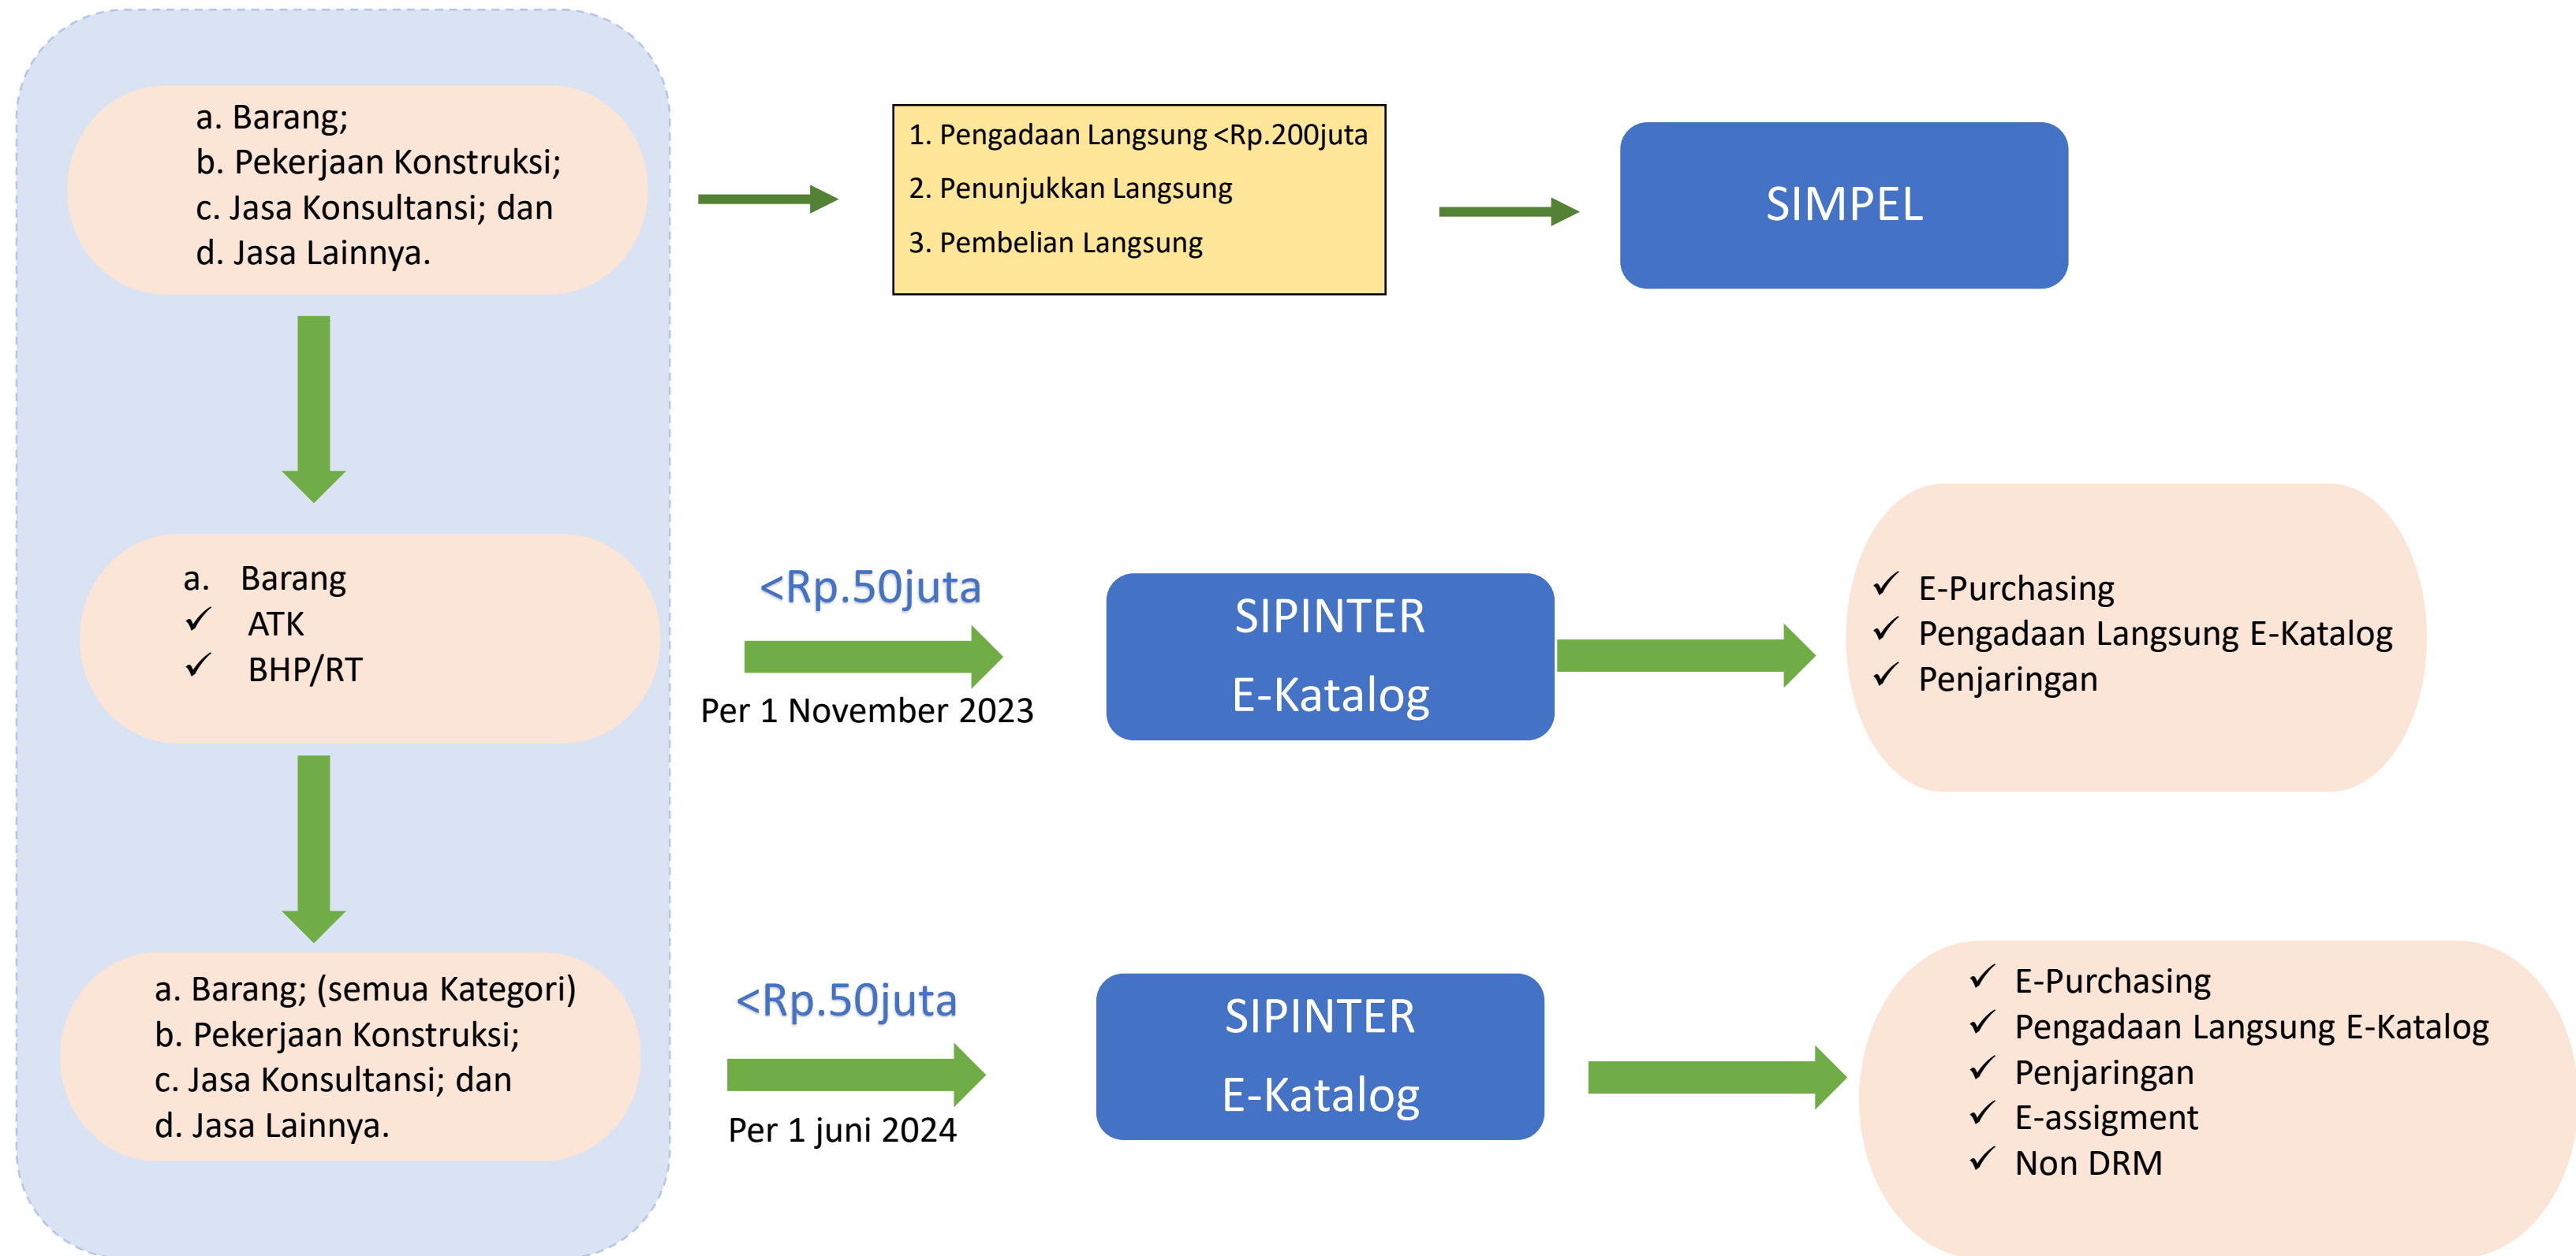 a. Barang;
b. Pekerjaan Konstruksi;
c. Jasa Konsultansi; dan
d. Jasa Lainnya.
1. Pengadaan Langsung <Rp.200juta
2. Penunjukkan Langsung
3. Pembelian Langsung
SIMPEL
a. Barang
✓ ATK
✓ BHP/RT
<Rp.50juta
Per 1 November 2023
SIPINTER
E-Katalog
✓ E-Purchasing
✓ Pengadaan Langsung E-Katalog
✓ Penjaringan
a. Barang; (semua Kategori)
b. Pekerjaan Konstruksi;
c. Jasa Konsultansi; dan
d. Jasa Lainnya.
<Rp.50juta
Per 1 juni 2024
SIPINTER
E-Katalog
✓ E-Purchasing
✓ Pengadaan Langsung E-Katalog
✓ Penjaringan
✓ E-assigment
✓ Non DRM